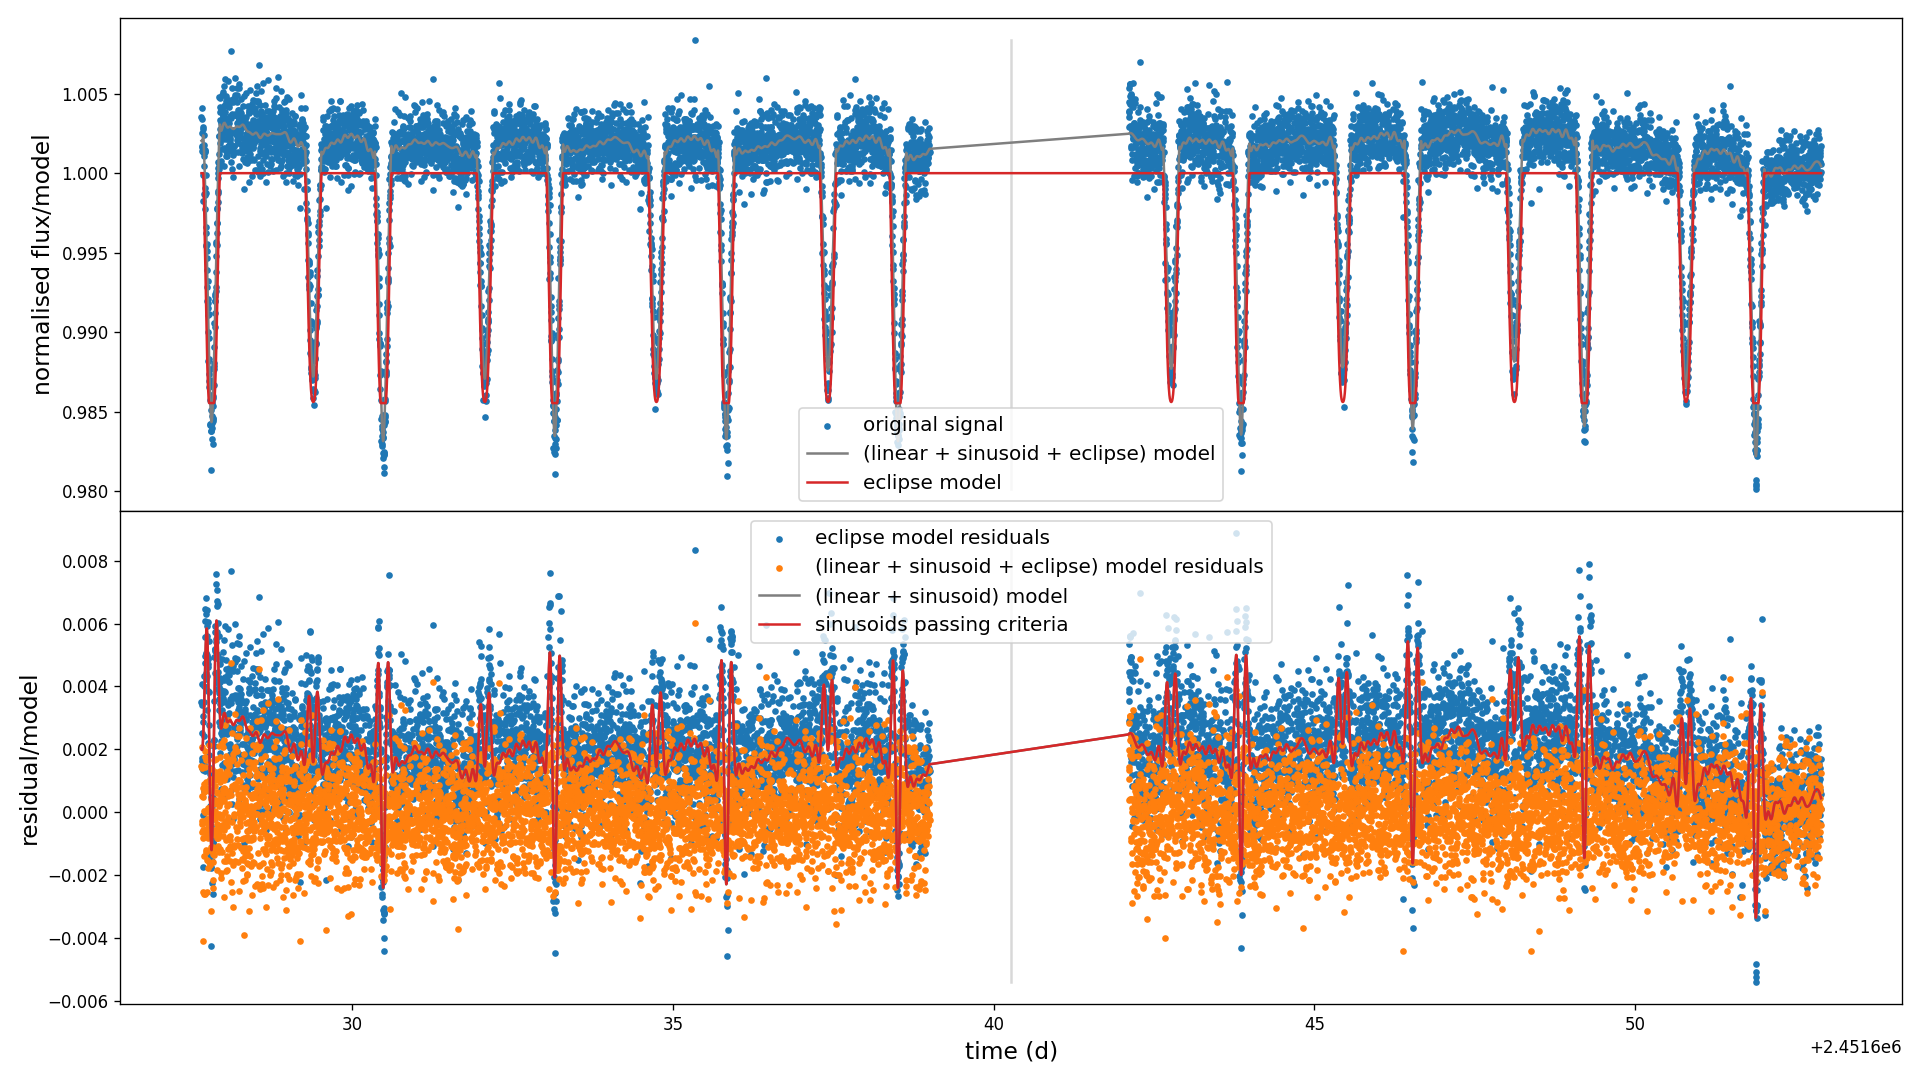 normalised flux/model
1.005
1.000
0.995
0.990
0.985
0.980
original signal
(linear + sinusoid + eclipse) model
eclipse model
residual/model
0.008
0.006
0.004
0.002
0.000
−0.002
−0.004
−0.006
eclipse model residuals
(linear + sinusoid + eclipse) model residuals
(linear + sinusoid) model
sinusoids passing criteria
30
35
40
45
50
time (d)
+2.4516e6